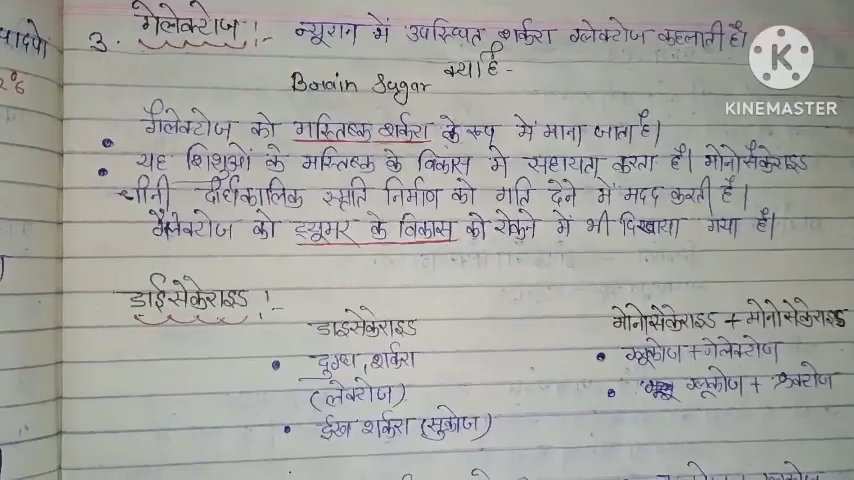 3. गेलेक्टोज !- न्यूरान में उपस्थित शर्करा ग्लेक्टोज कहलाती है।
क्या है-
Brain Sugar
KINEMASTER
• गैलेक्टोज को मस्तिष्क शर्करा के रूप में माना जाता है।
• यह शिशुओं के मस्तिष्क के विकास में सहायता करता है। मोनोसैकेराइड
चीनी दीर्घकालिक स्मृति निर्माण को गति देने में मदद करती है।
गैलेक्टोज को ट्यूमर के विकास को रोकने में भी दिखाया गया है।
डाईसेकेराइड !-
डाइसेकेराइड मोनोसेकेराइड + मोनोसेकेराइड
• दुग्ध शर्करा • ग्लूकोज + गेलेक्टोज
(लेक्टोज) • ग्लूकोज + फ्रक्टोज
• ईख शर्करा (सुक्रोज)